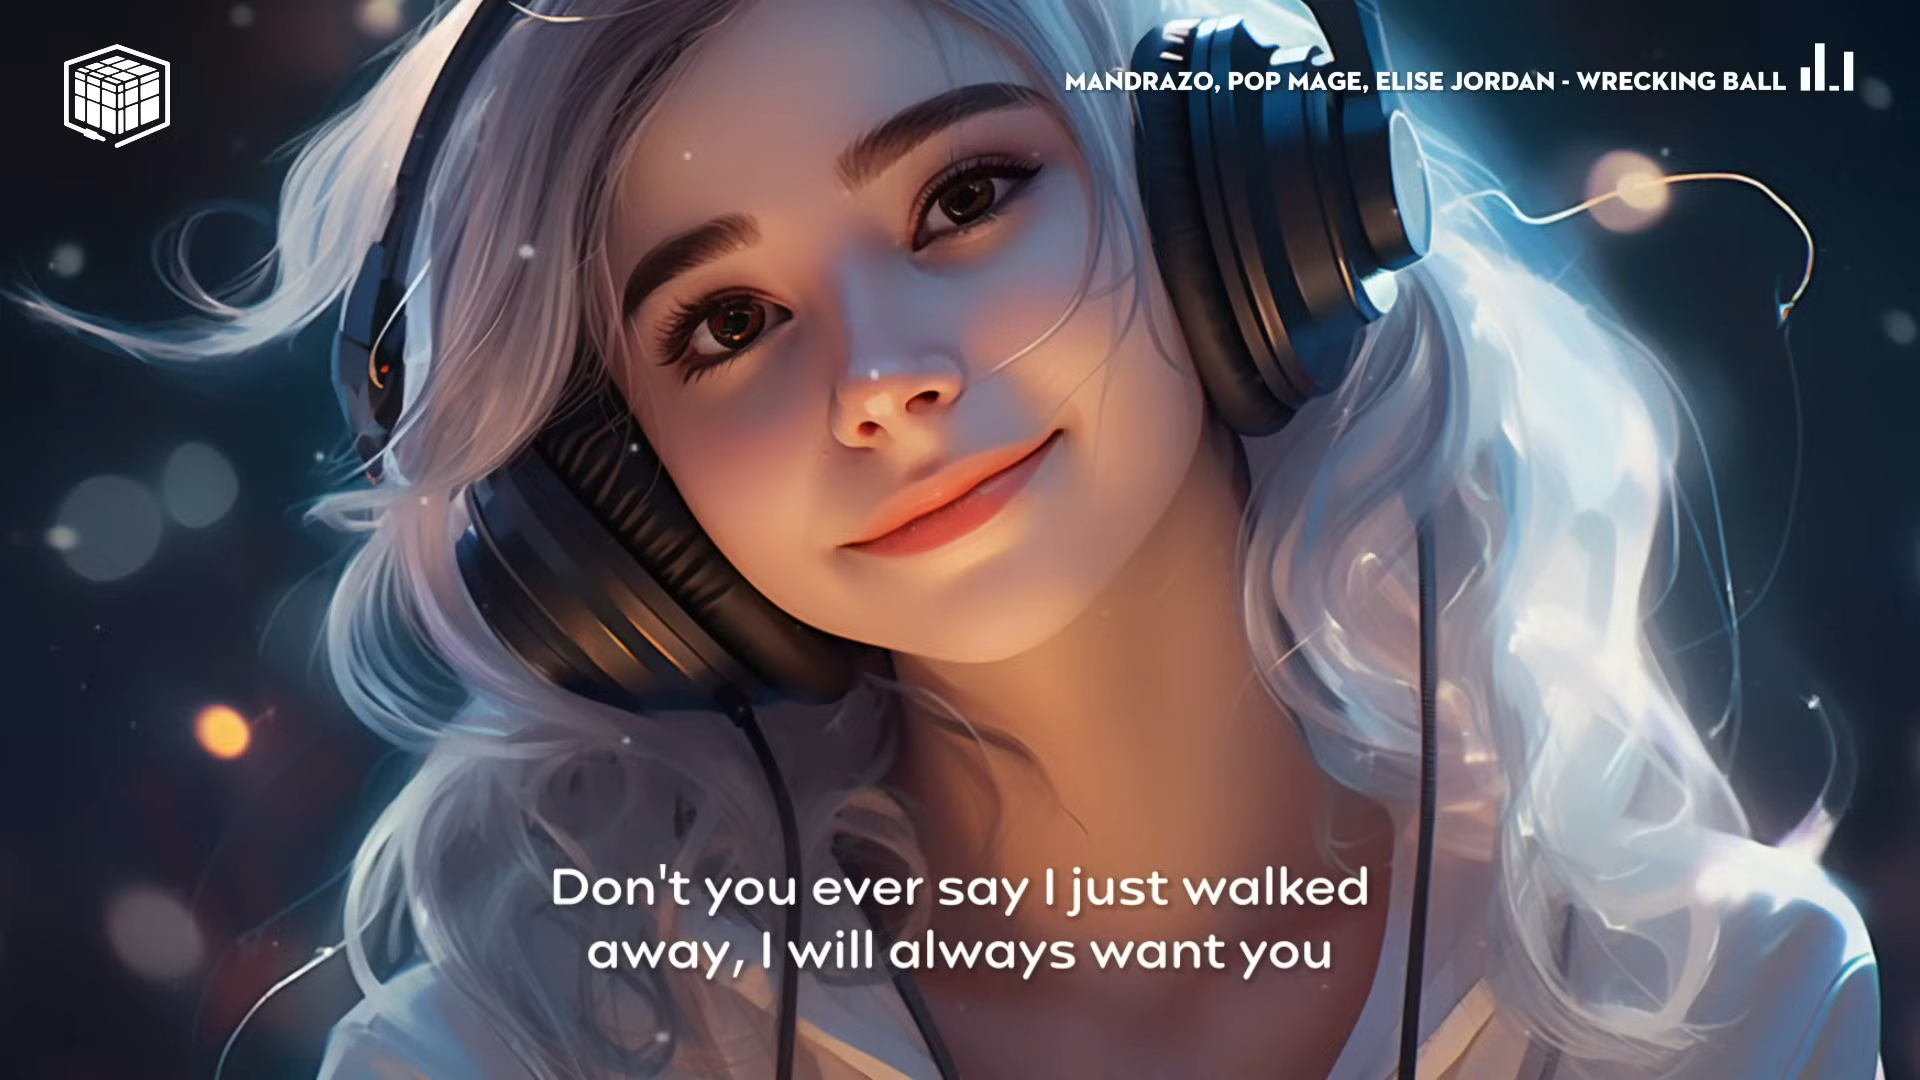 MANDRAZO, POP MAGE, ELISE JORDAN - WRECKING BALL
Don't you ever say I just walked
away, I will always want you